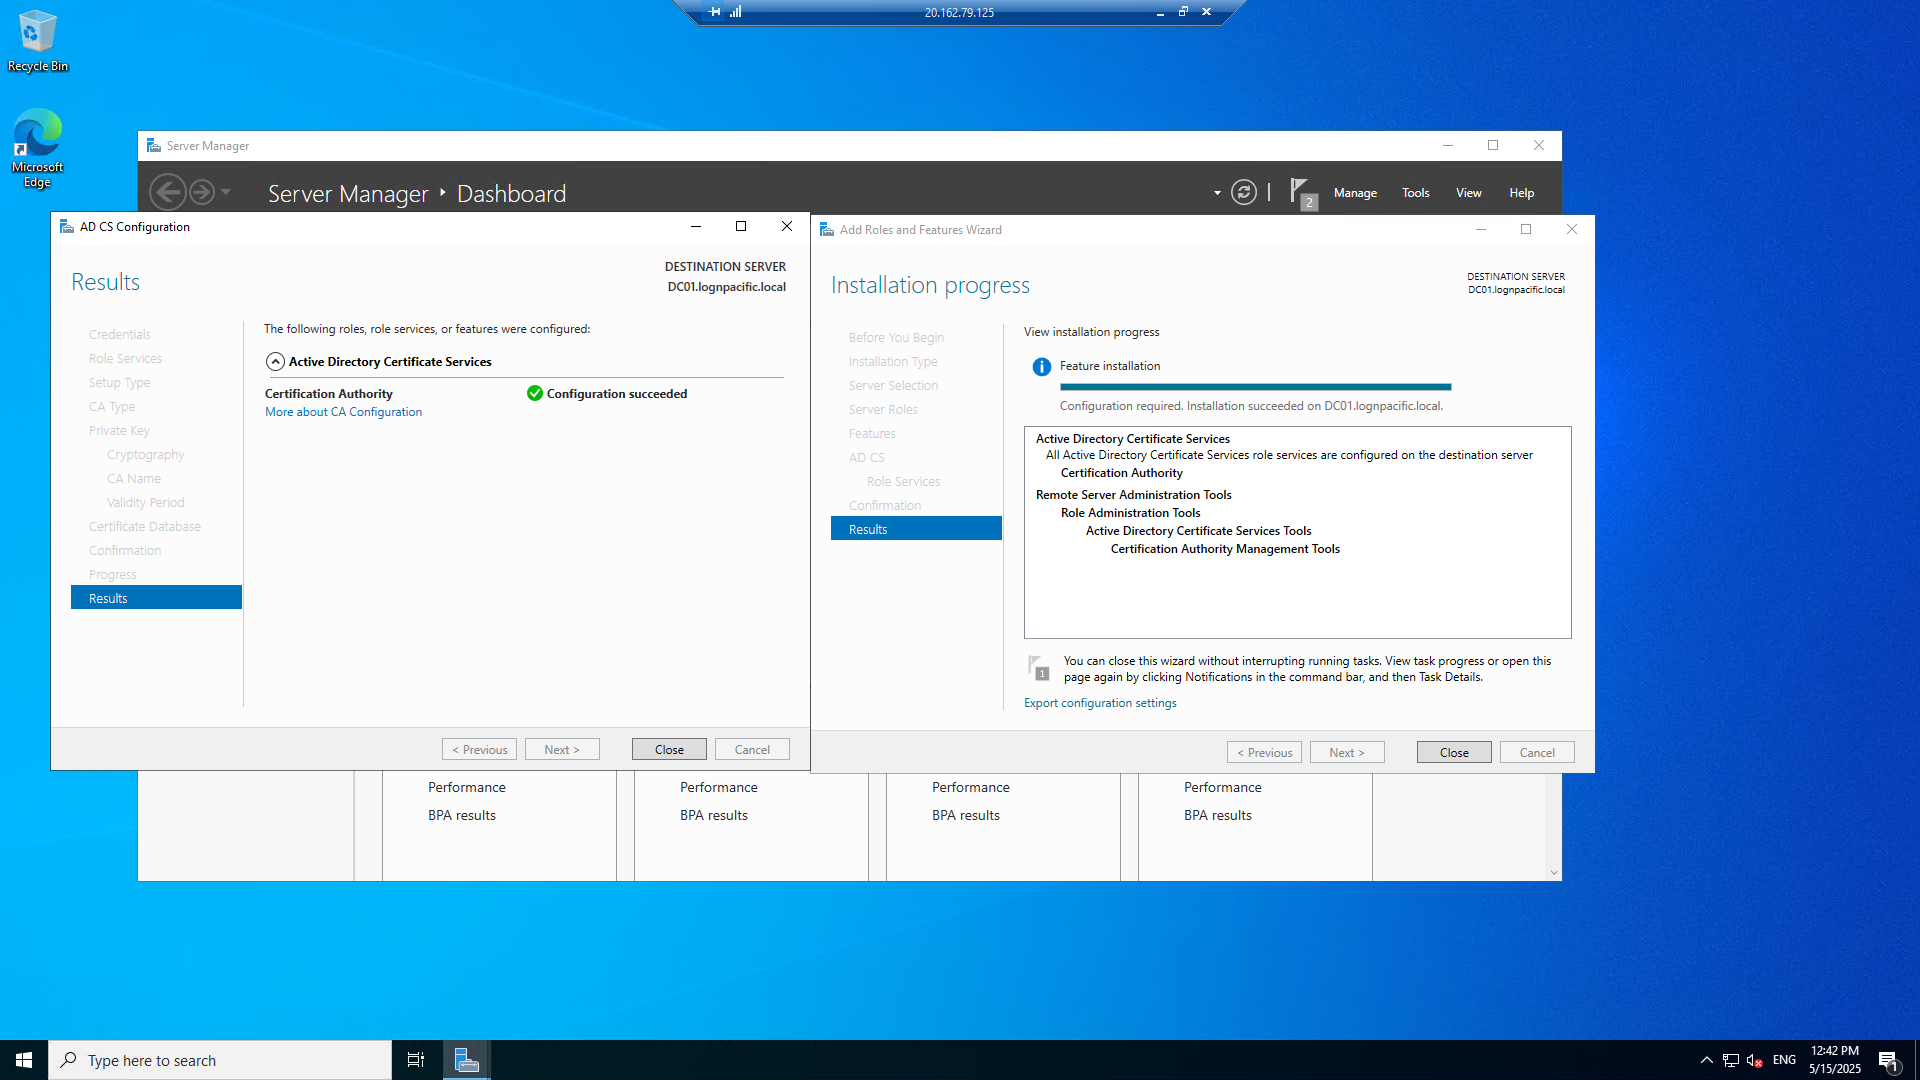 20.162.79.125
Recycle Bin
Microsoft
Edge
Server Manager
Server Manager ‣ Dashboard
2
Manage
Tools
View
Help
AD CS Configuration
Results
DESTINATION SERVER
DC01.lognpacific.local
Credentials
Role Services
Setup Type
CA Type
Private Key
Cryptography
CA Name
Validity Period
Certificate Database
Confirmation
Progress
Results
The following roles, role services, or features were configured:
Active Directory Certificate Services
Certification Authority
Configuration succeeded
More about CA Configuration
< Previous
Next >
Close
Cancel
Add Roles and Features Wizard
Installation progress
DESTINATION SERVER
DC01.lognpacific.local
Before You Begin
Installation Type
Server Selection
Server Roles
Features
AD CS
Role Services
Confirmation
Results
View installation progress
Feature installation
Configuration required. Installation succeeded on DC01.lognpacific.local.
Active Directory Certificate Services
All Active Directory Certificate Services role services are configured on the destination server
Certification Authority
Remote Server Administration Tools
Role Administration Tools
Active Directory Certificate Services Tools
Certification Authority Management Tools
1
You can close this wizard without interrupting running tasks. View task progress or open this
page again by clicking Notifications in the command bar, and then Task Details.
Export configuration settings
< Previous
Next >
Close
Cancel
Performance
Performance
Performance
Performance
BPA results
BPA results
BPA results
BPA results
Type here to search
ENG
12:42 PM
5/15/2025
1